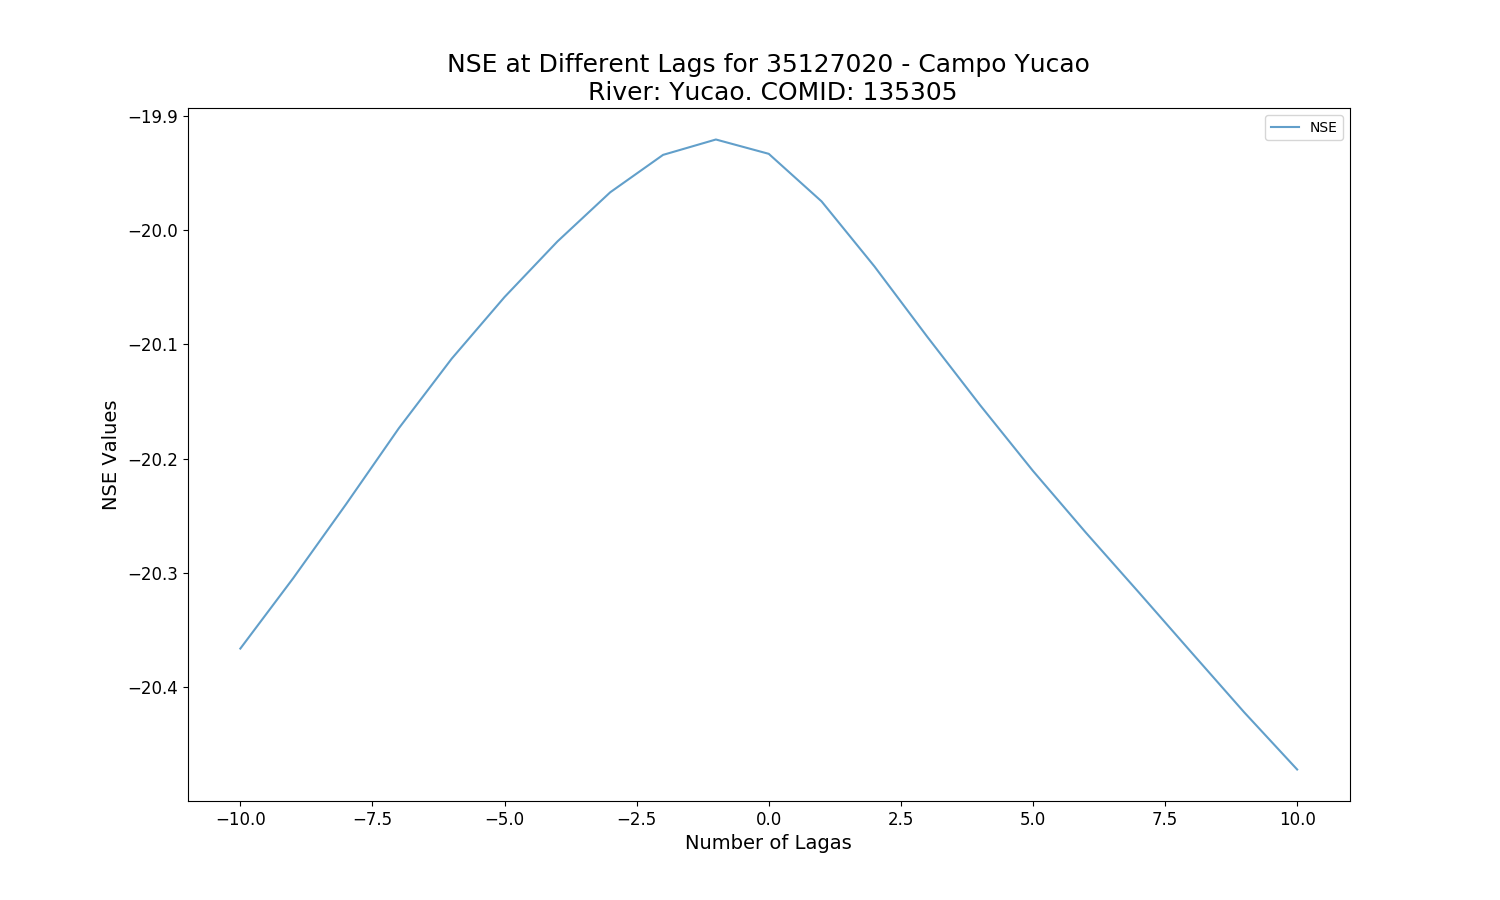 NSE at Different Lags for 35127020 - Campo Yucao
River: Yucao. COMID: 135305
NSE
−19.9
−20.0
−20.1
−20.2
−20.3
−20.4
NSE Values
−10.0 −7.5 −5.0 −2.5 0.0 2.5 5.0 7.5 10.0
Number of Lagas